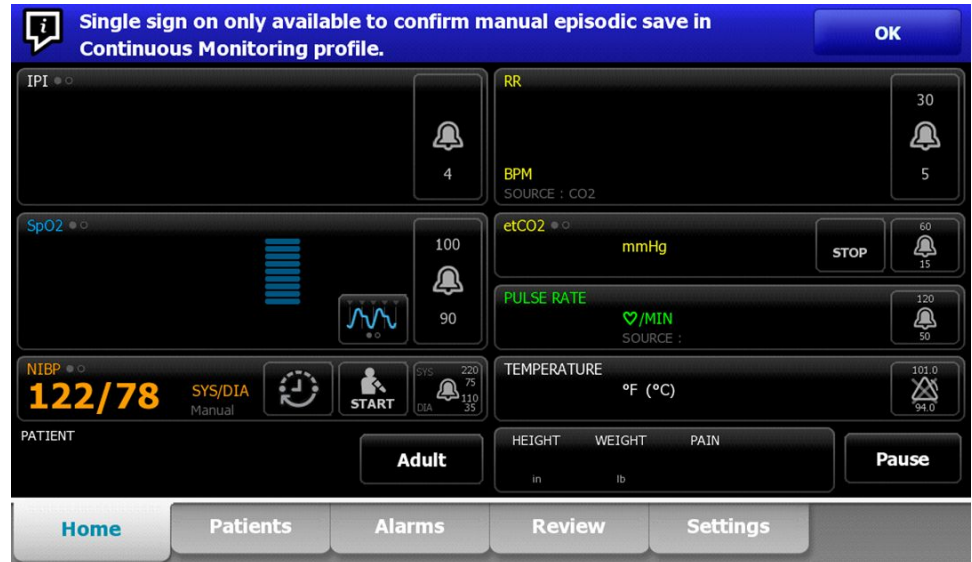 Single sign on only available to confirm manual episodic save in
Continuous Monitoring profile.
OK
IPI
4
RR
BPM
SOURCE : CO2
30
5
SpO2
100
90
etCO2
mmHg
STOP
60
15
PULSE RATE
♡/MIN
SOURCE :
120
50
NIBP
122/78
SYS/DIA
Manual
START
SYS 220
75
110
DIA 35
TEMPERATURE
°F (°C)
101.0
94.0
PATIENT
Adult
HEIGHT WEIGHT PAIN
in lb
Pause
Home Patients Alarms Review Settings